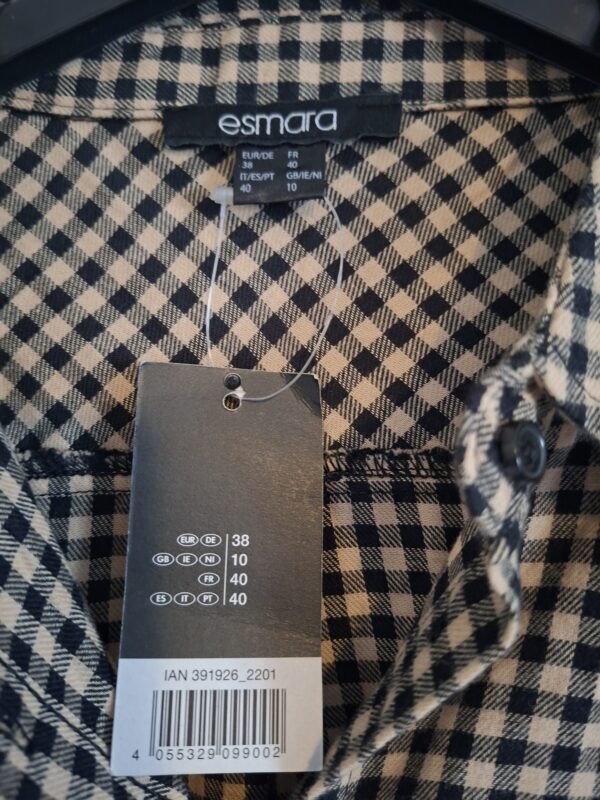 esmara
EUR/DE FR
38 40
IT/ES/PT GB/IE/NI
40 10
EUR DE 38
GB IE NI 10
FR 40
ES IT PT 40
IAN 391926_2201
4 055329 099002